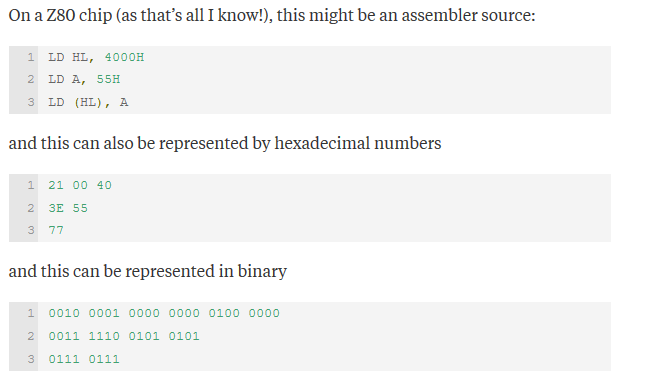 On a Z80 chip (as that’s all I know!), this might be an assembler source:
1 LD HL, 4000H
2 LD A, 55H
3 LD (HL), A
and this can also be represented by hexadecimal numbers
1 21 00 40
2 3E 55
3 77
and this can be represented in binary
1 0010 0001 0000 0000 0100 0000
2 0011 1110 0101 0101
3 0111 0111